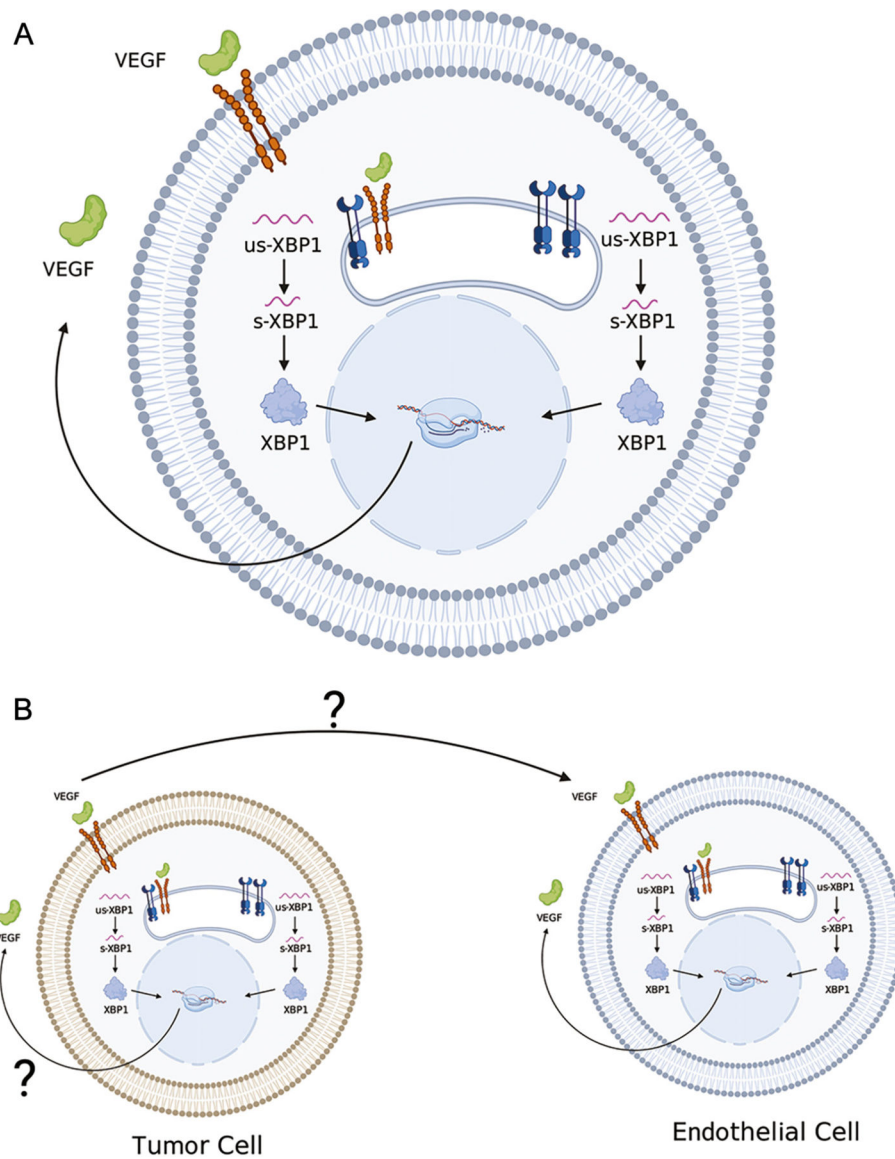 A
VEGF
VEGF
us-XBP1
s-XBP1
XBP1
us-XBP1
s-XBP1
XBP1
B
?
VEGF
us-XBP1
s-XBP1
XBP1
us-XBP1
s-XBP1
XBP1
VEGF
?
Tumor Cell
VEGF
us-XBP1
s-XBP1
XBP1
us-XBP1
s-XBP1
XBP1
VEGF
Endothelial Cell